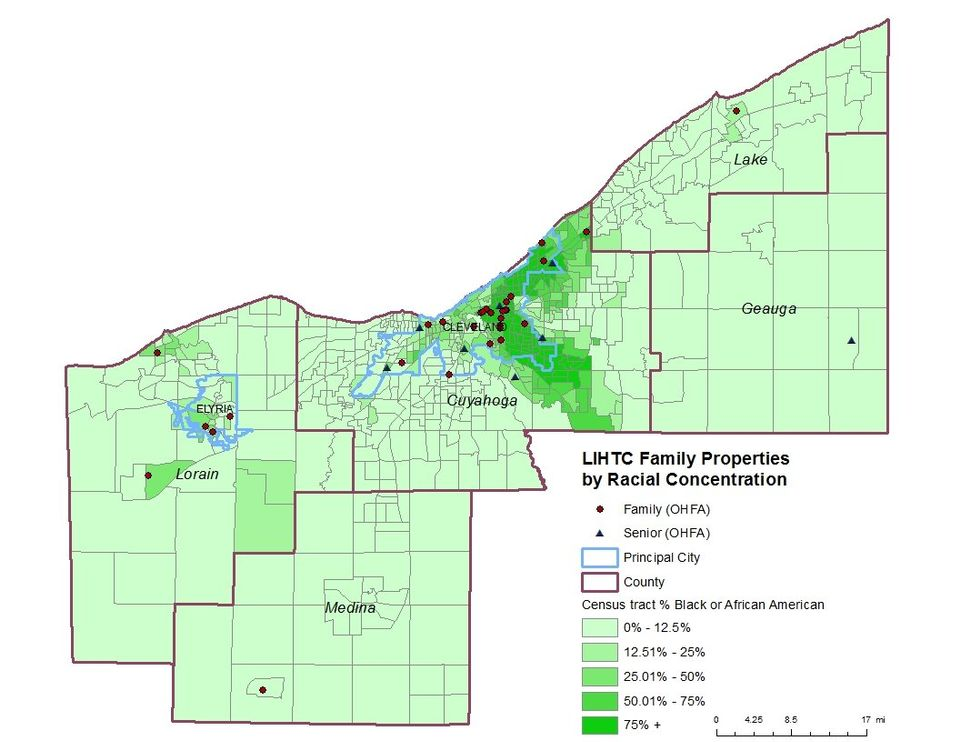 Lake
Geauga
CLEVELAND
Cuyahoga
ELYRIA
Lorain
Medina
LIHTC Family Properties
by Racial Concentration
Family (OHFA)
Senior (OHFA)
Principal City
County
Census tract % Black or African American
0% - 12.5%
12.51% - 25%
25.01% - 50%
50.01% - 75%
75% +
0 4.25 8.5 17 mi